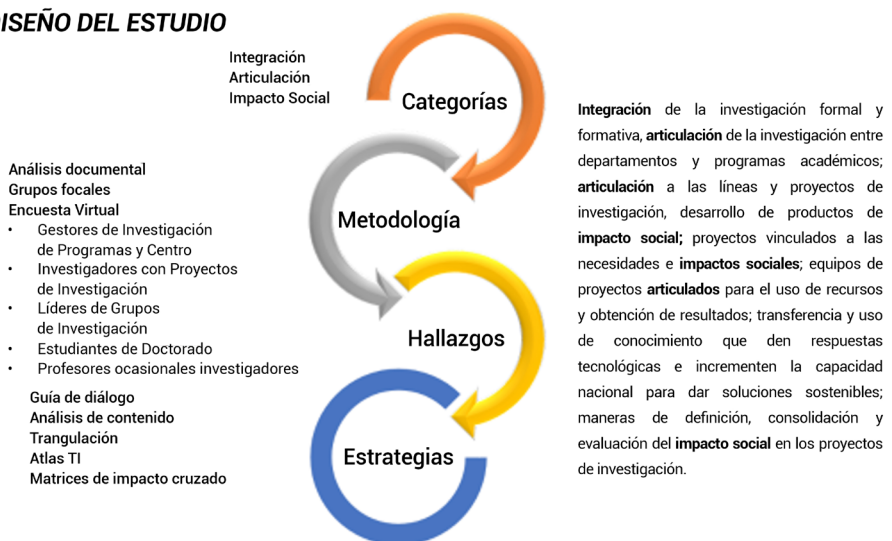 ISEÑO DEL ESTUDIO
Integración
Articulación
Impacto Social
Categorías
Análisis documental
Grupos focales
Encuesta Virtual
• Gestores de Investigación
de Programas y Centro
• Investigadores con Proyectos
de Investigación
• Líderes de Grupos
de Investigación
• Estudiantes de Doctorado
• Profesores ocasionales investigadores
Guía de diálogo
Análisis de contenido
Trangulación
Atlas TI
Matrices de impacto cruzado
Metodología
Hallazgos
Estrategias
Integración de la investigación formal y
formativa, articulación de la investigación entre
departamentos y programas académicos;
articulación a las líneas y proyectos de
investigación, desarrollo de productos de
impacto social; proyectos vinculados a las
necesidades e impactos sociales; equipos de
proyectos articulados para el uso de recursos
y obtención de resultados; transferencia y uso
de conocimiento que den respuestas
tecnológicas e incrementen la capacidad
nacional para dar soluciones sostenibles;
maneras de definición, consolidación y
evaluación del impacto social en los proyectos
de investigación.